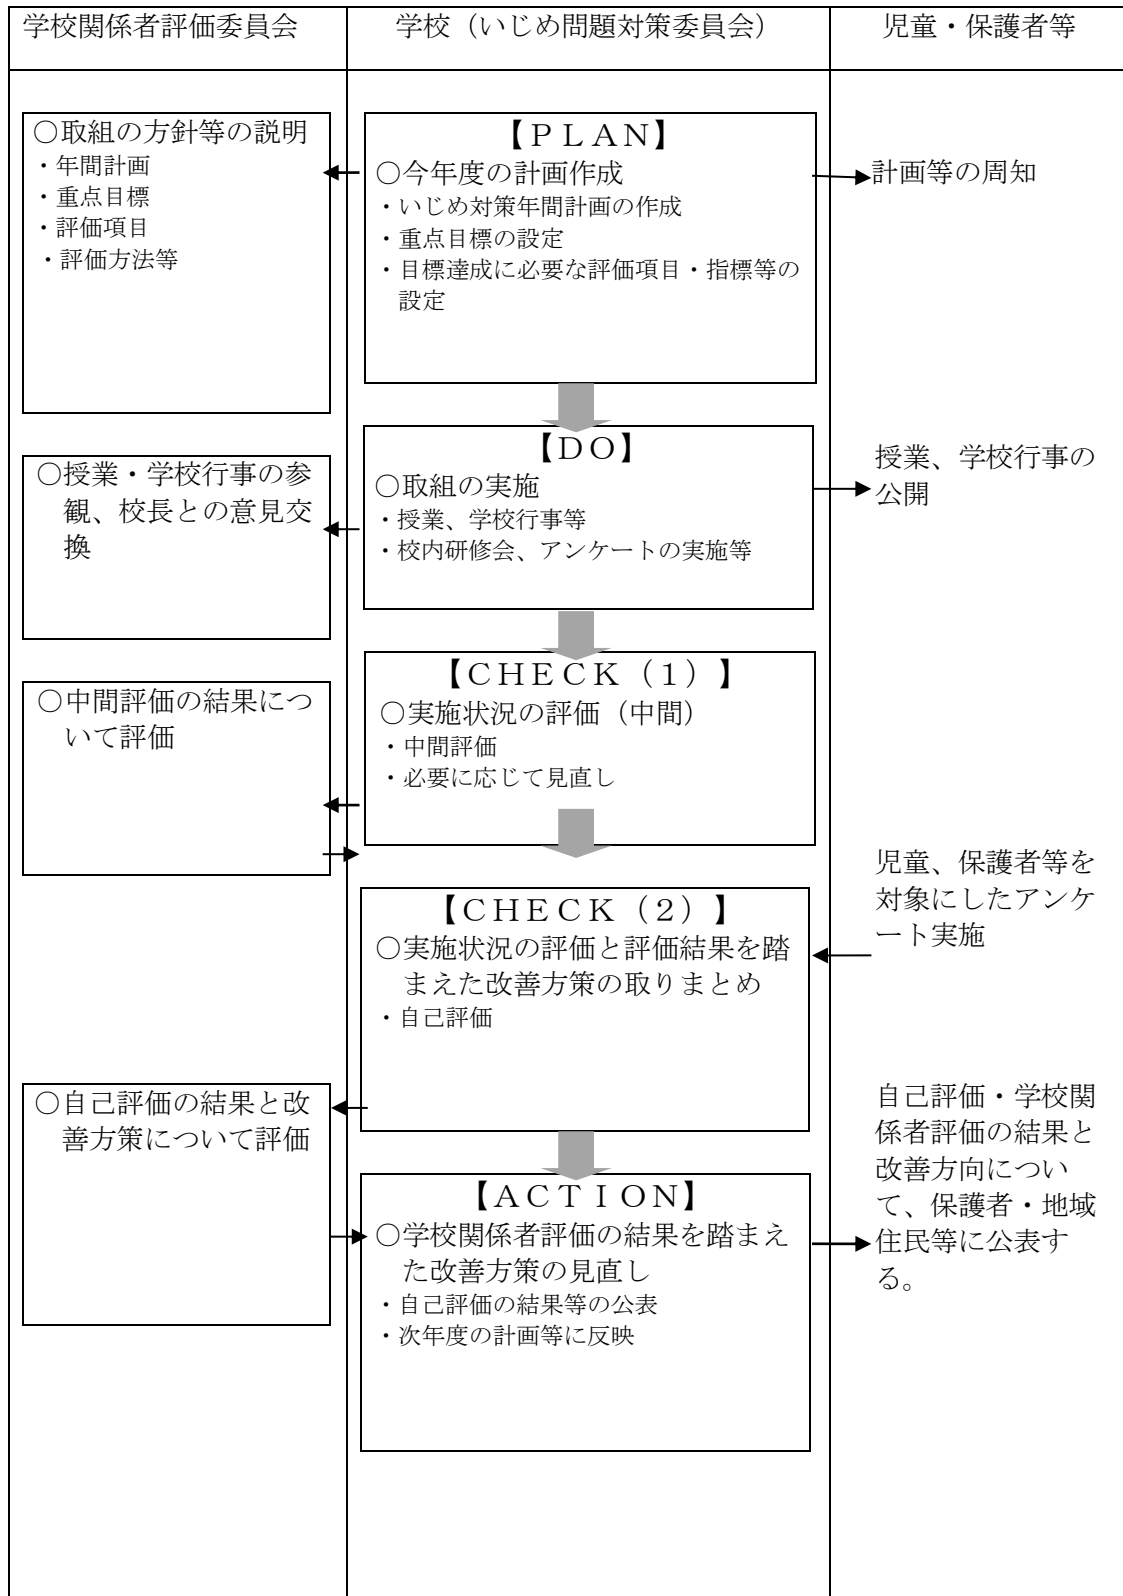 学校関係者評価委員会
学校（いじめ問題対策委員会）
児童・保護者等
○取組の方針等の説明
・年間計画
・重点目標
・評価項目
・評価方法等
【ＰＬＡＮ】
○今年度の計画作成
・いじめ対策年間計画の作成
・重点目標の設定
・目標達成に必要な評価項目・指標等の
設定
計画等の周知
○授業・学校行事の参
観、校長との意見交
換
【ＤＯ】
○取組の実施
・授業、学校行事等
・校内研修会、アンケートの実施等
授業、学校行事の
公開
○中間評価の結果につ
いて評価
【ＣＨＥＣＫ（１）】
○実施状況の評価（中間）
・中間評価
・必要に応じて見直し
【ＣＨＥＣＫ（２）】
○実施状況の評価と評価結果を踏
まえた改善方策の取りまとめ
・自己評価
児童、保護者等を
対象にしたアンケ
ート実施
○自己評価の結果と改
善方策について評価
【ＡＣＴＩＯＮ】
○学校関係者評価の結果を踏まえ
た改善方策の見直し
・自己評価の結果等の公表
・次年度の計画等に反映
自己評価・学校関
係者評価の結果と
改善方向につい
て、保護者・地域
住民等に公表す
る。